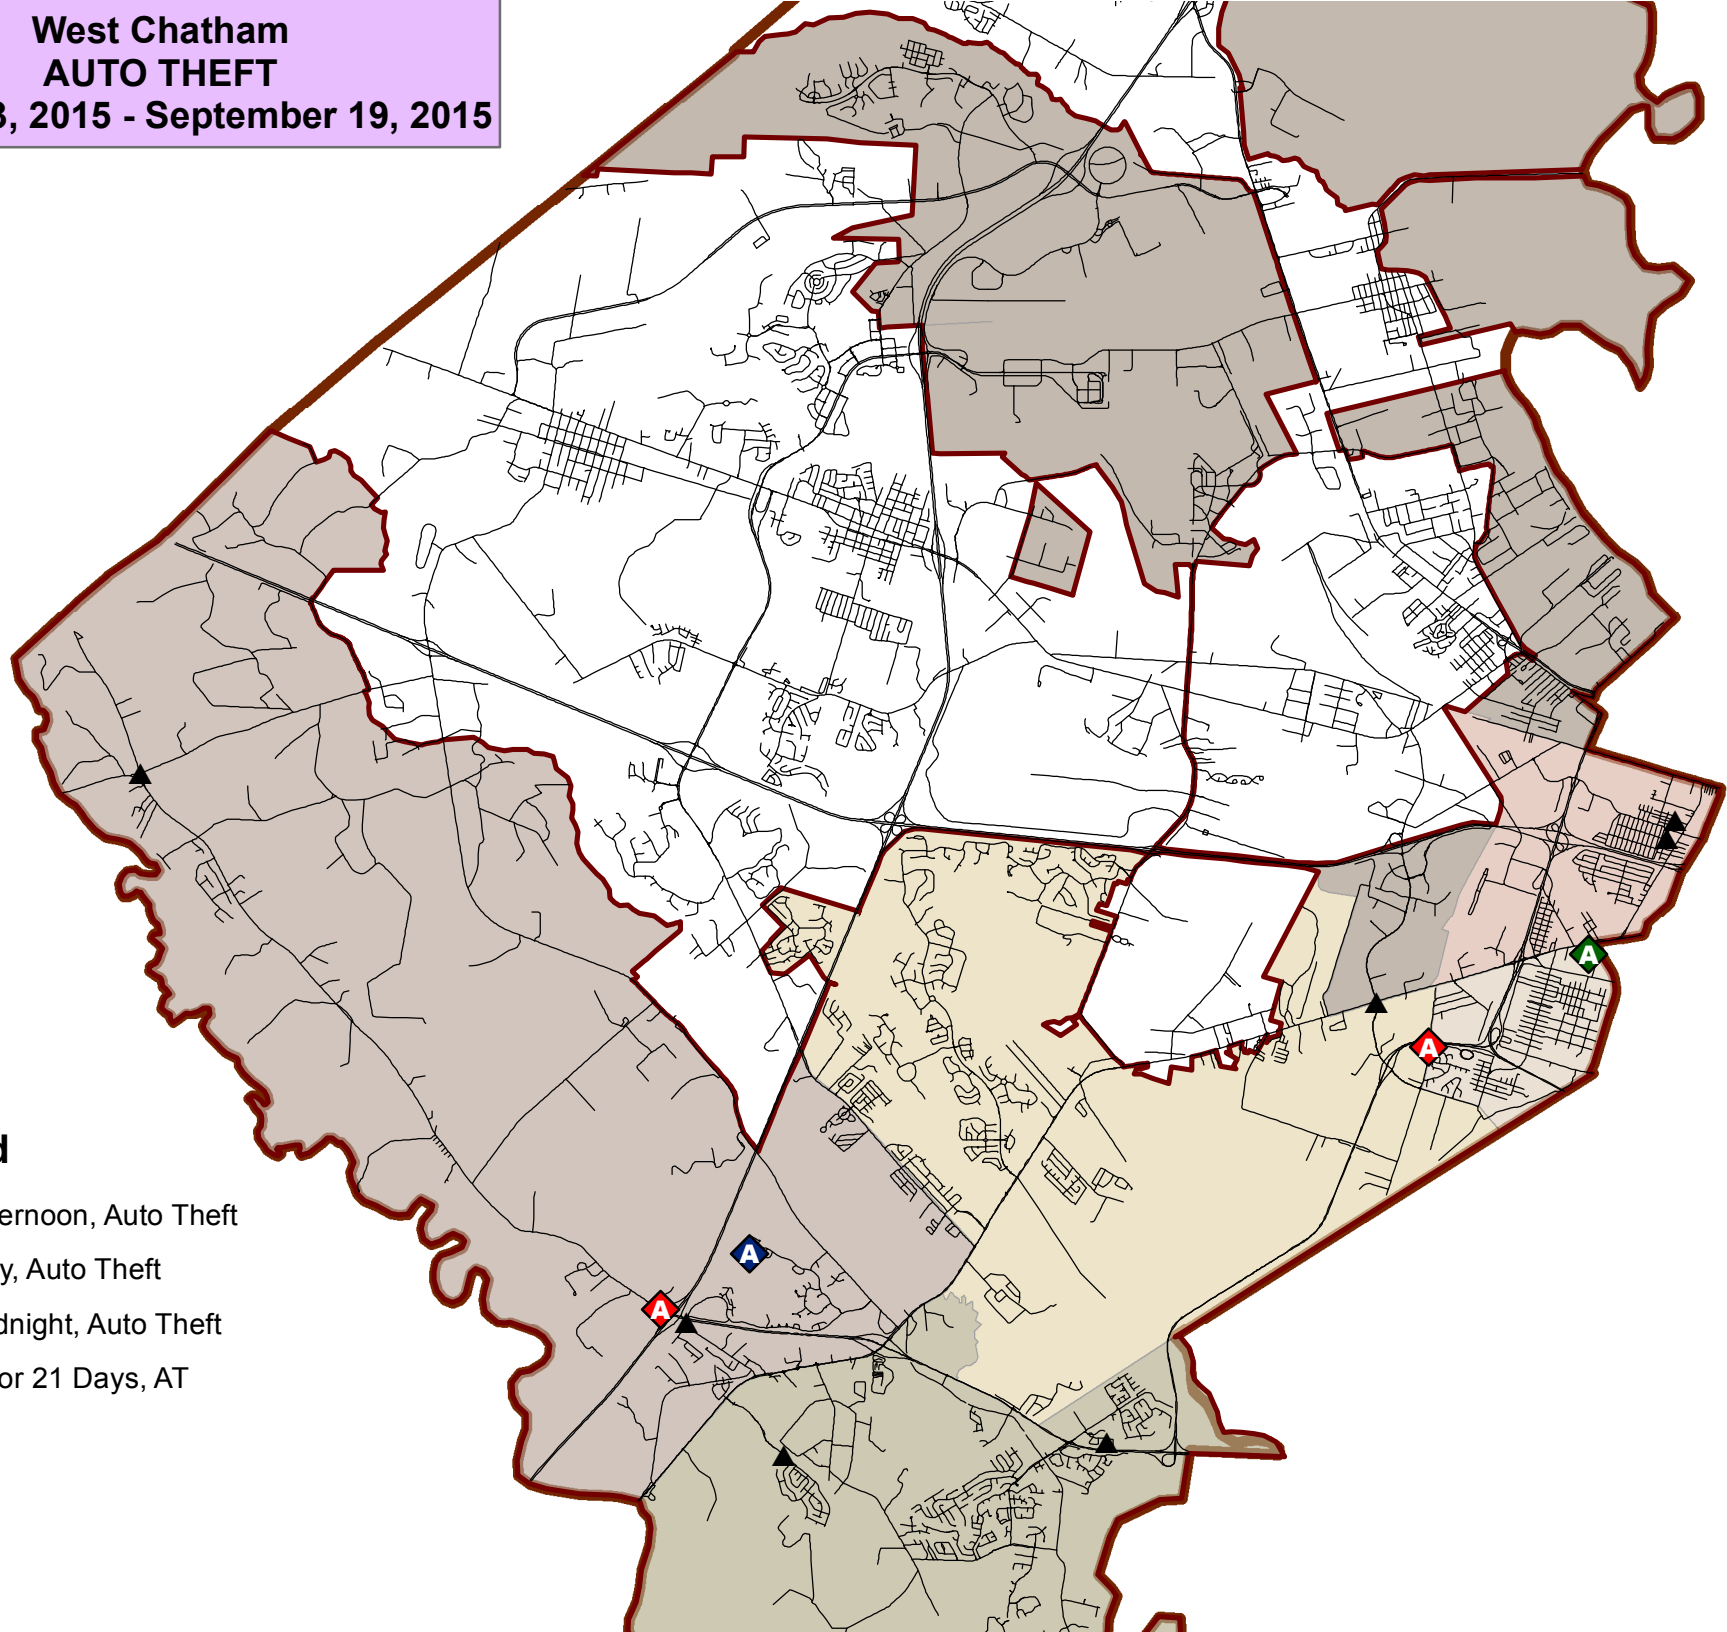 West Chatham
AUTO THEFT
, 2015 - September 19, 2015
ernoon, Auto Theft
y, Auto Theft
dnight, Auto Theft
or 21 Days, AT
A
A
A
A